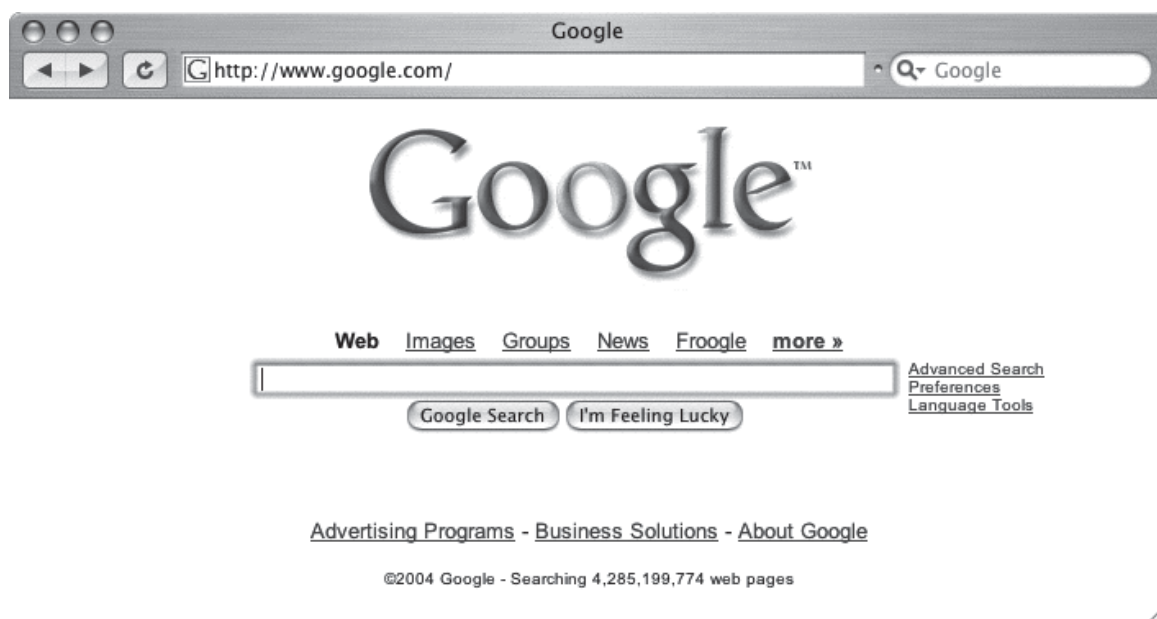 Google
G http://www.google.com/ Google
Google™
Web Images Groups News Froogle more »
Advanced Search
Preferences
Language Tools
Google Search I'm Feeling Lucky
Advertising Programs - Business Solutions - About Google
©2004 Google - Searching 4,285,199,774 web pages